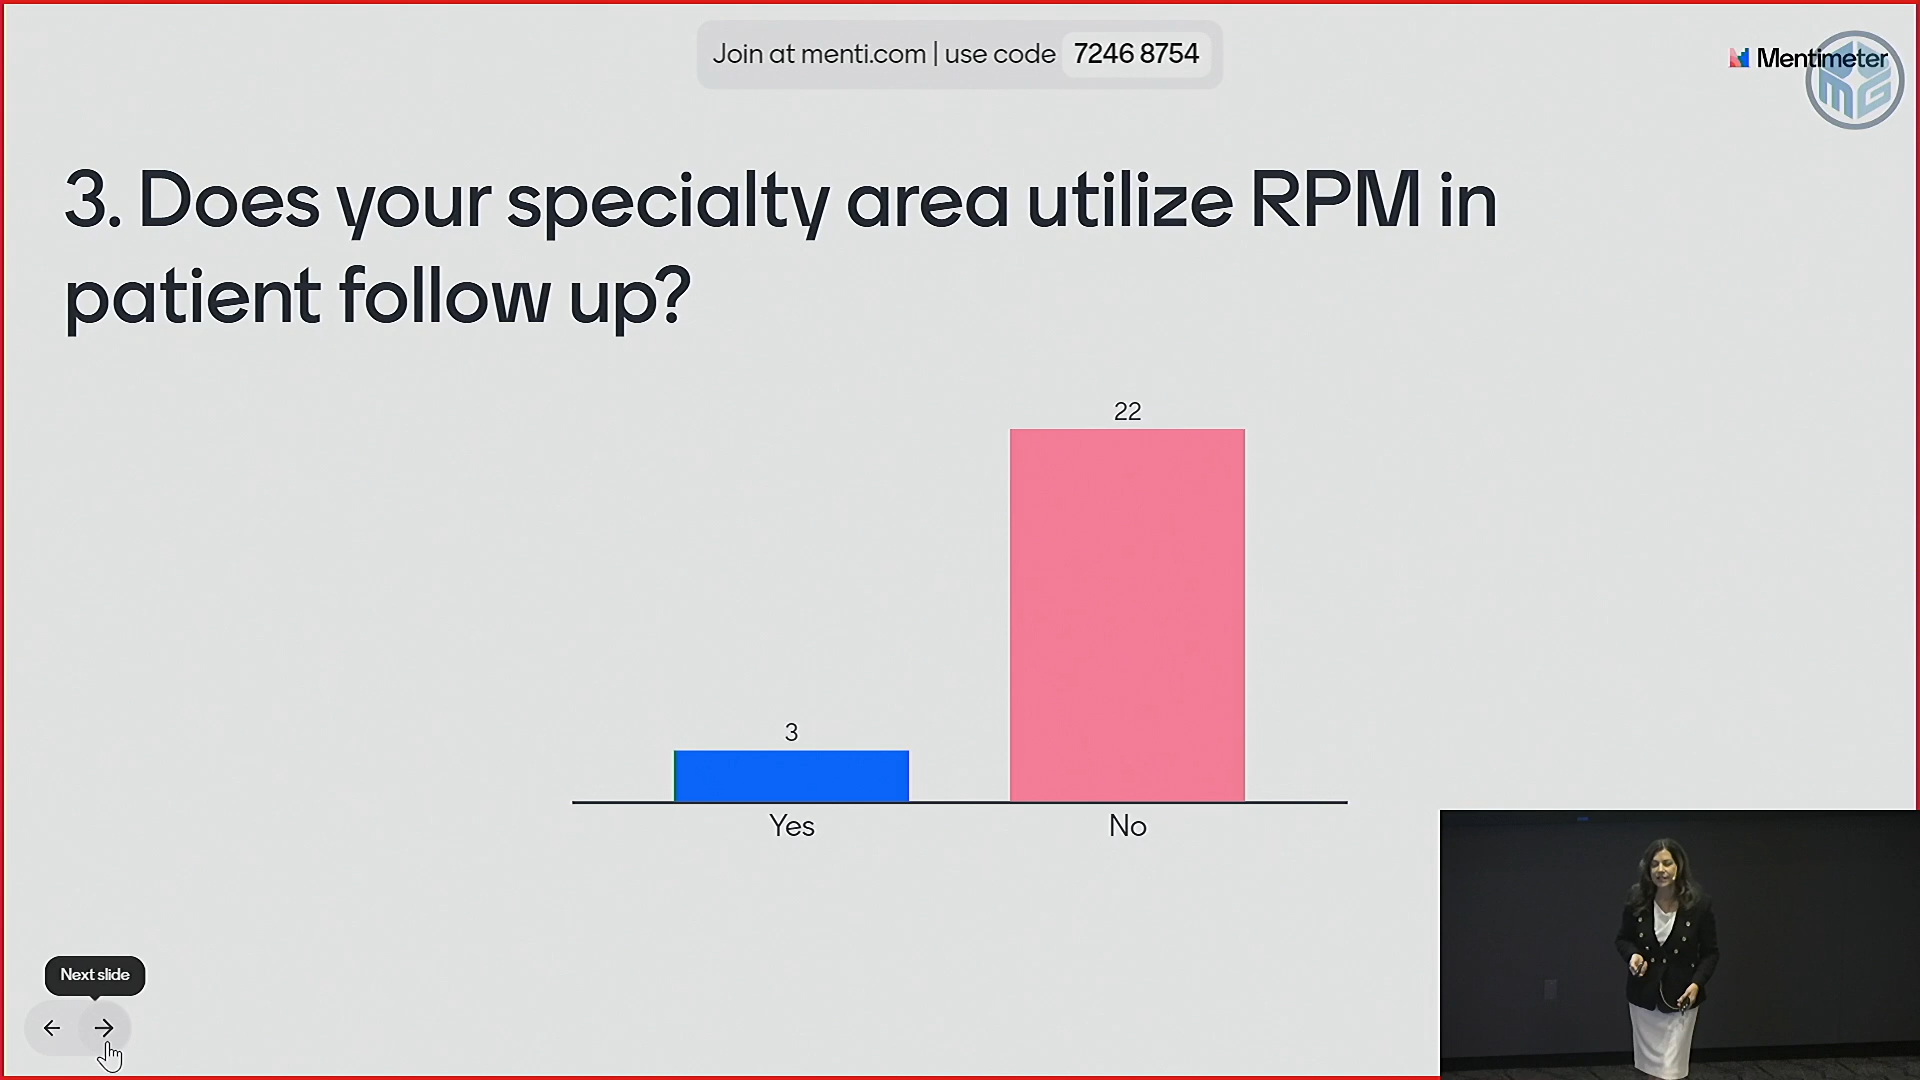 Join at menti.com | use code 7246 8754
Mentimeter
MG
3. Does your specialty area utilize RPM in
patient follow up?
22
3
Yes
No
Next slide